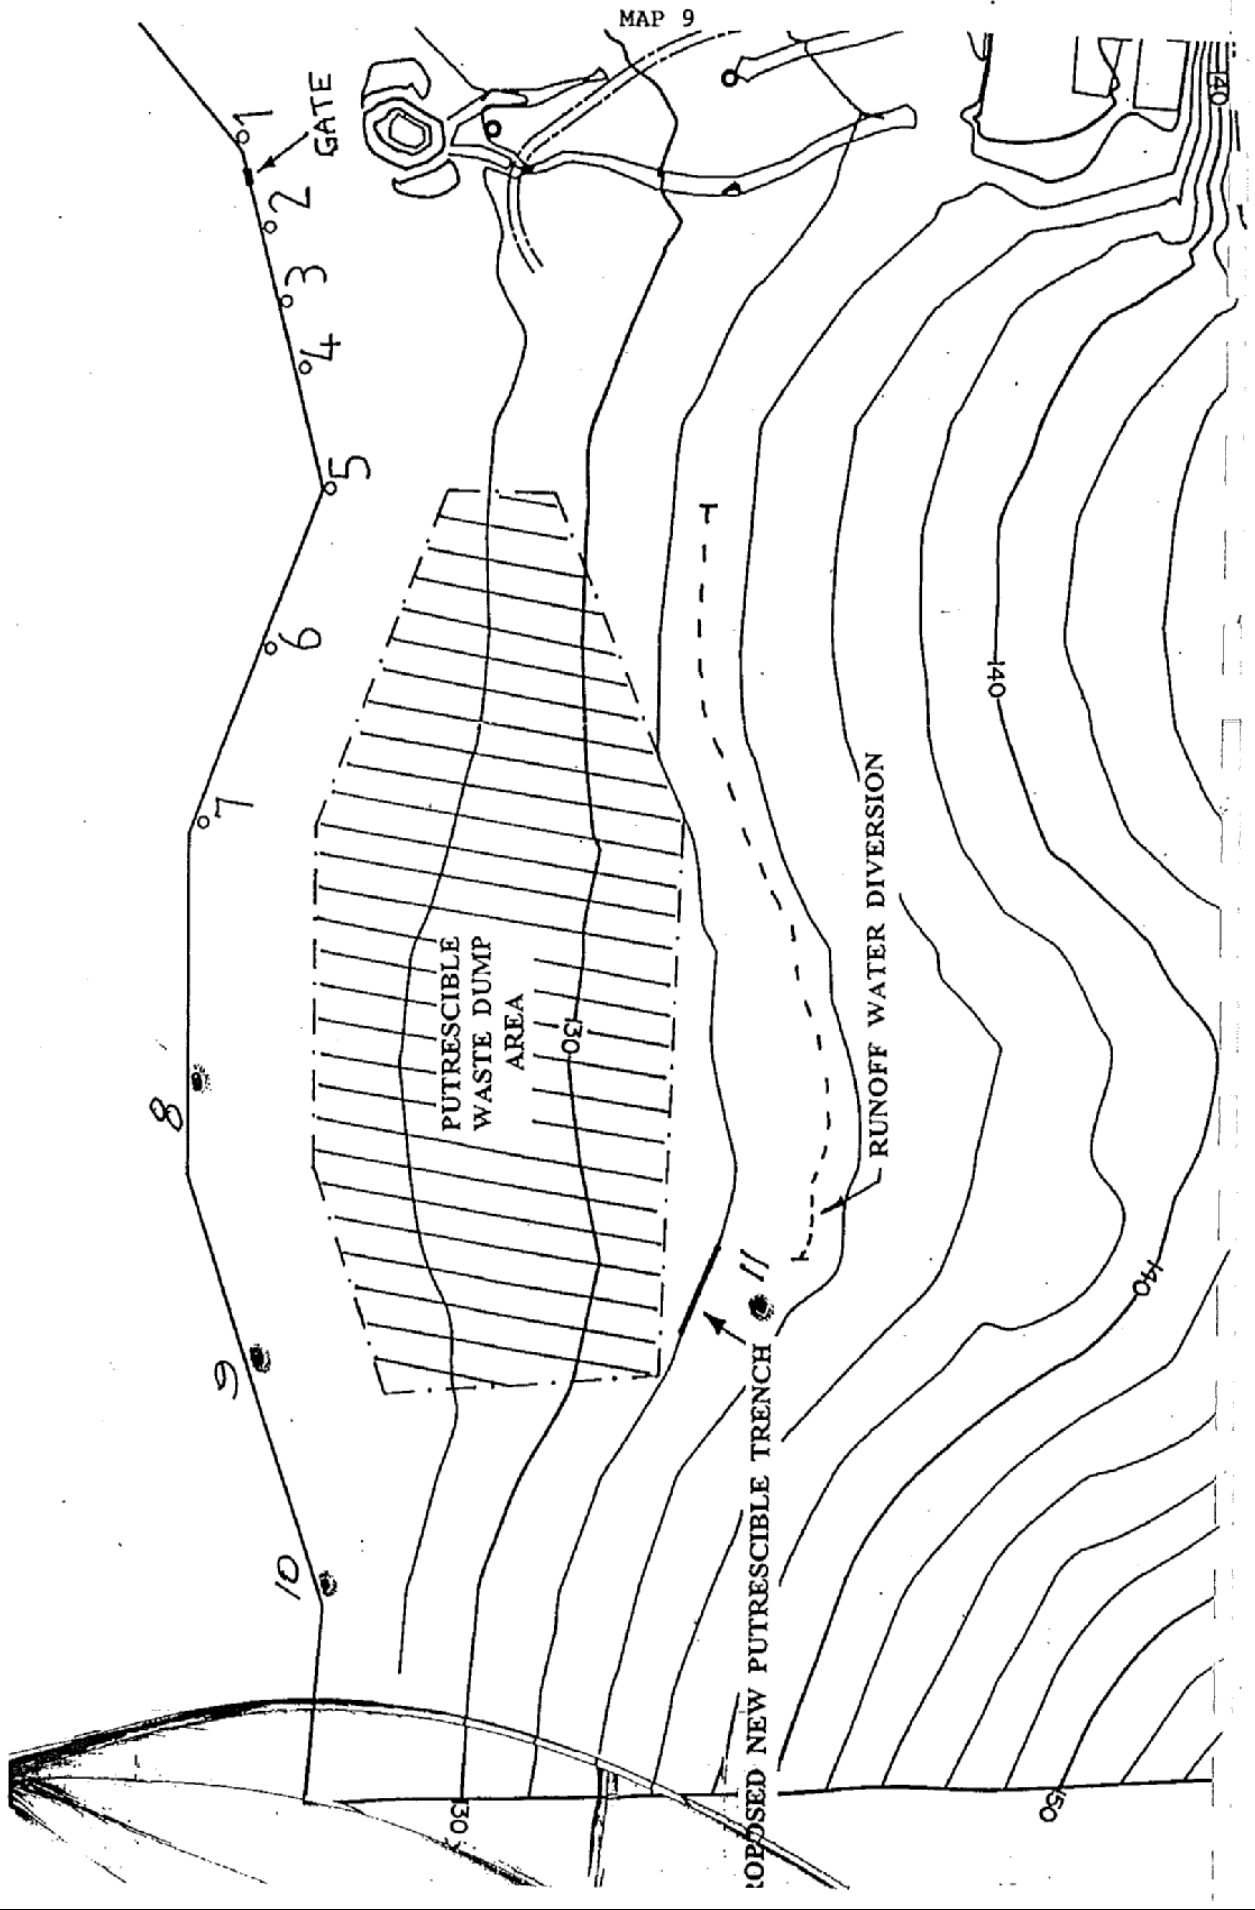 MAP 9
1
GATE
2
3
4
5
6
7
8
9
10
11
PUTRESCIBLE
WASTE DUMP
AREA
RUNOFF WATER DIVERSION
ROPOSED NEW PUTRESCIBLE TRENCH
140
140
140
130
130
150